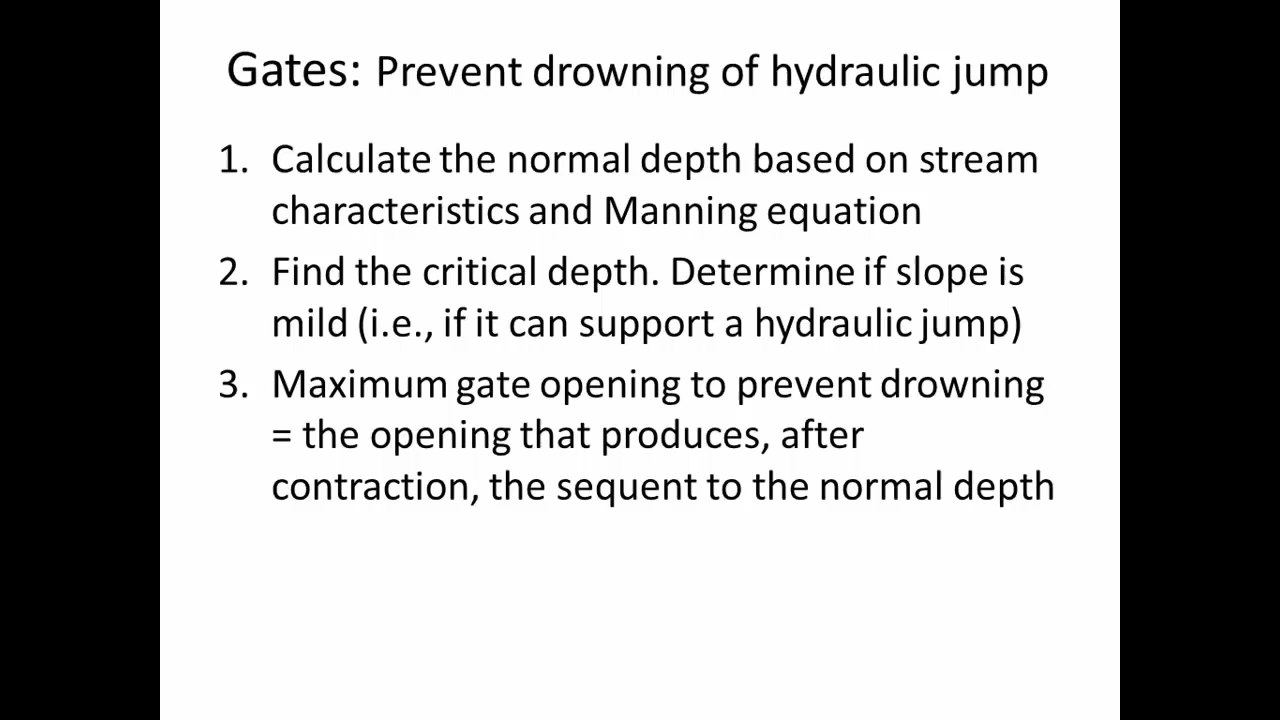 Gates: Prevent drowning of hydraulic jump
1. Calculate the normal depth based on stream
characteristics and Manning equation
2. Find the critical depth. Determine if slope is
mild (i.e., if it can support a hydraulic jump)
3. Maximum gate opening to prevent drowning
= the opening that produces, after
contraction, the sequent to the normal depth